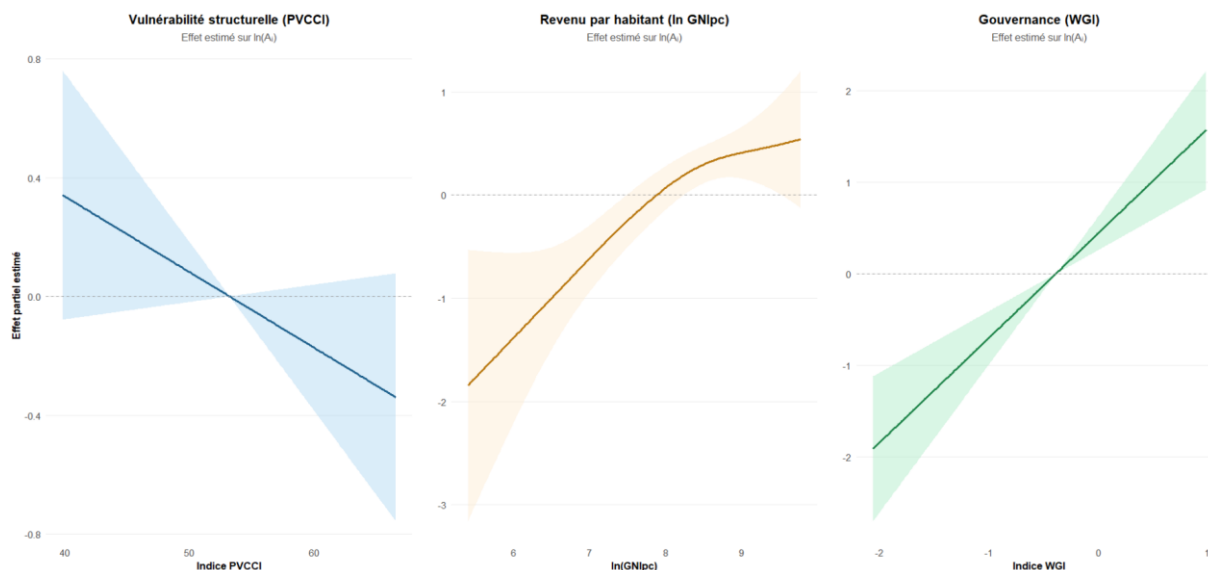 Vulnérabilité structurelle (PVCCI)
Effet estimé sur ln(Aᵢ)
0.8
0.4
0.0
-0.4
-0.8
Effet partiel estimé
40
50
60
Indice PVCCI
Revenu par habitant (ln GNIpc)
Effet estimé sur ln(Aᵢ)
1
0
-1
-2
-3
6
7
8
9
ln(GNIpc)
Gouvernance (WGI)
Effet estimé sur ln(Aᵢ)
2
1
0
-1
-2
-2
-1
0
1
Indice WGI